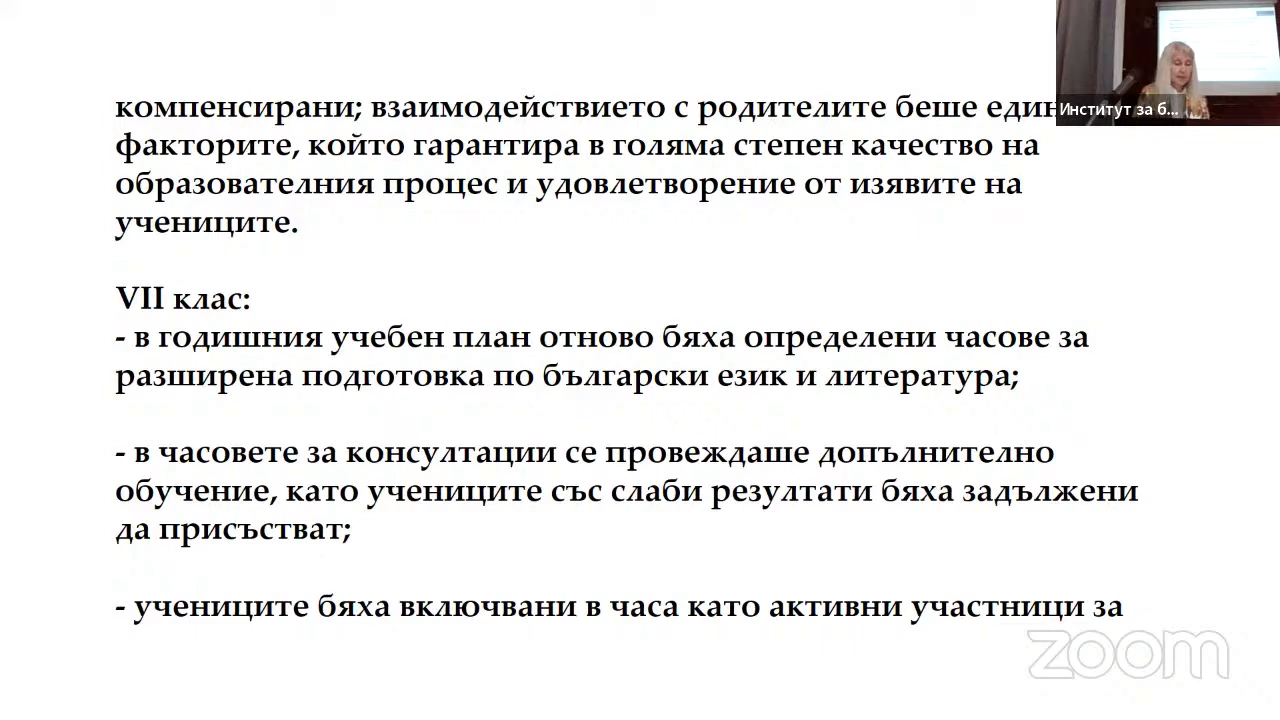 компенсирани; взаимодействието с родителите беше един
факторите, който гарантира в голяма степен качество на
образователния процес и удовлетворение от изявите на
учениците.
VII клас:
- в годишния учебен план отново бяха определени часове за
разширена подготовка по български език и литература;
- в часовете за консултации се провеждаше допълнително
обучение, като учениците със слаби резултати бяха задължени
да присъстват;
- учениците бяха включвани в часа като активни участници за
Институт за б...
zoom